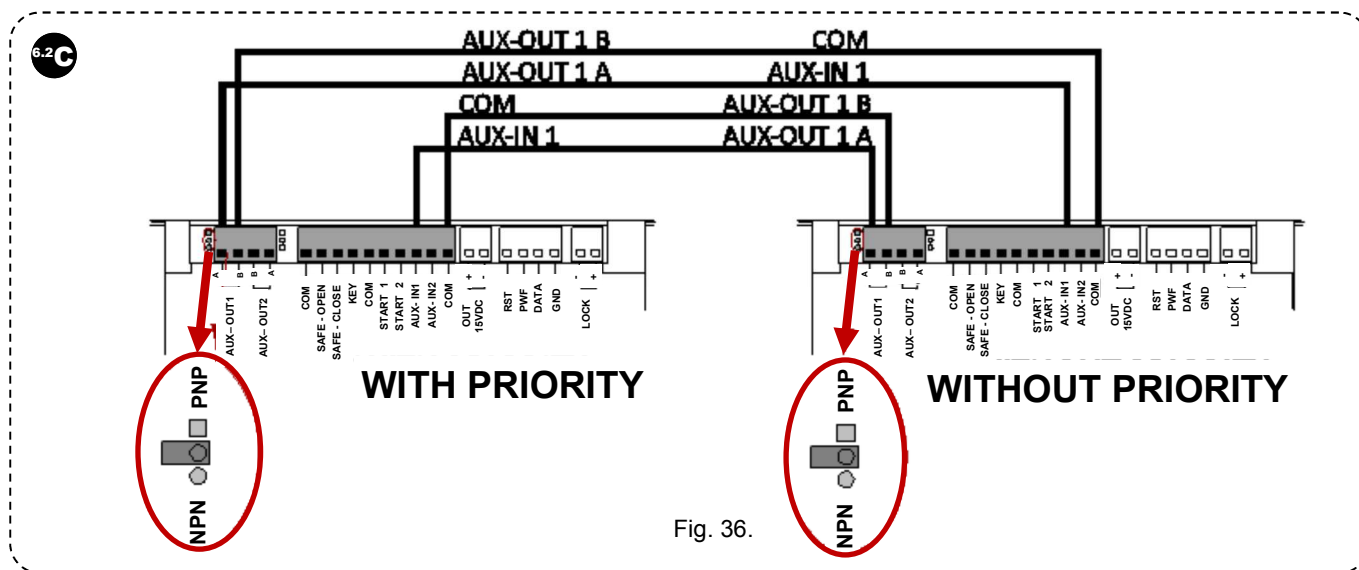 6.2C
AUX-OUT 1 B COM
AUX-OUT 1 A AUX-IN 1
COM AUX-OUT 1 B
AUX-IN 1 AUX-OUT 1 A
A
B
B
A
AUX– OUT1
AUX– OUT2
COM
SAFE - OPEN
SAFE - CLOSE
KEY
COM
START 1
START 2
AUX- IN1
AUX- IN2
COM
OUT
15VDC
+
-
RST
PWF
DATA
GND
LOCK
-
+
A
B
B
A
AUX– OUT1
AUX– OUT2
COM
SAFE - OPEN
SAFE - CLOSE
KEY
COM
START 1
START 2
AUX- IN1
AUX- IN2
COM
OUT
15VDC
+
-
RST
PWF
DATA
GND
LOCK
-
+
WITH PRIORITY
WITHOUT PRIORITY
PNP
NPN
PNP
NPN
Fig. 36.